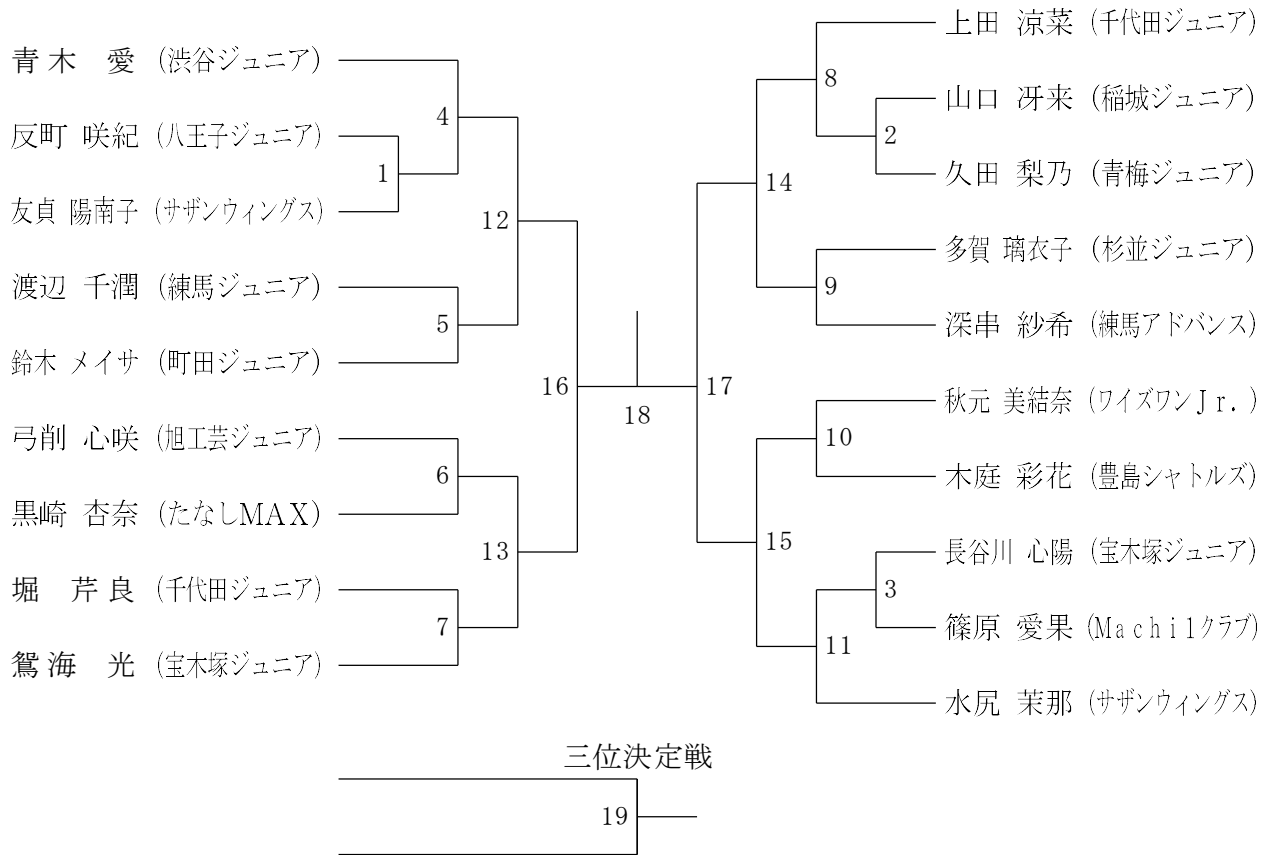 青木 愛 (渋谷ジュニア)
反町 咲紀 (八王子ジュニア)
友貞 陽南子 (サザンウィングス)
渡辺 千潤 (練馬ジュニア)
鈴木 メイサ (町田ジュニア)
弓削 心咲 (旭工芸ジュニア)
黒崎 杏奈 (たなしMAX)
堀 芹良 (千代田ジュニア)
鴛海 光 (宝木塚ジュニア)
4
1
12
5
16
6
13
7
18
上田 涼菜 (千代田ジュニア)
山口 冴来 (稲城ジュニア)
久田 梨乃 (青梅ジュニア)
多賀 璃衣子 (杉並ジュニア)
深串 紗希 (練馬アドバンス)
秋元 美結奈 (ワイズワンJr.)
木庭 彩花 (豊島シャトルズ)
長谷川 心陽 (宝木塚ジュニア)
篠原 愛果 (Machilクラブ)
水尻 茉那 (サザンウィングス)
8
2
14
9
17
10
15
3
11
三位決定戦
19